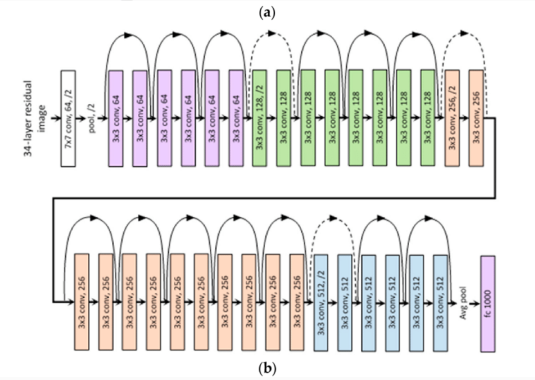 (a)
34-layer residual
image
7x7 conv, 64, /2
pool, /2
3x3 conv, 64
3x3 conv, 64
3x3 conv, 64
3x3 conv, 64
3x3 conv, 64
3x3 conv, 64
3x3 conv, 128, /2
3x3 conv, 128
3x3 conv, 128
3x3 conv, 128
3x3 conv, 128
3x3 conv, 128
3x3 conv, 128
3x3 conv, 128
3x3 conv, 256, /2
3x3 conv, 256
3x3 conv, 256
3x3 conv, 256
3x3 conv, 256
3x3 conv, 256
3x3 conv, 256
3x3 conv, 256
3x3 conv, 256
3x3 conv, 256
3x3 conv, 256
3x3 conv, 256
3x3 conv, 512, /2
3x3 conv, 512
3x3 conv, 512
3x3 conv, 512
3x3 conv, 512
3x3 conv, 512
Avg pool
fc 1000
(b)